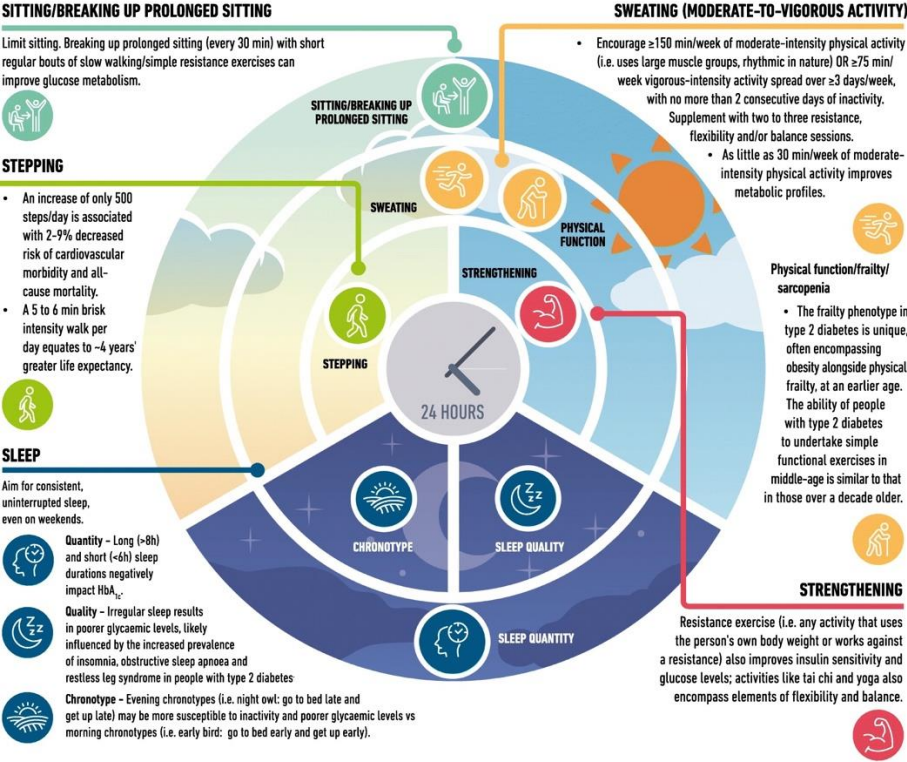 SITTING/BREAKING UP PROLONGED SITTING
Limit sitting. Breaking up prolonged sitting (every 30 min) with short
regular bouts of slow walking/simple resistance exercises can
improve glucose metabolism.
STEPPING
• An increase of only 500
steps/day is associated
with 2-9% decreased
risk of cardiovascular
morbidity and all-
cause mortality.
• A 5 to 6 min brisk
intensity walk per
day equates to ~4 years'
greater life expectancy.
SLEEP
Aim for consistent,
uninterrupted sleep,
even on weekends.
Quantity – Long (>8h)
and short (<6h) sleep
durations negatively
impact HbA1c.
Quality – Irregular sleep results
in poorer glycaemic levels, likely
influenced by the increased prevalence
of insomnia, obstructive sleep apnoea and
restless leg syndrome in people with type 2 diabetes
Chronotype – Evening chronotypes (i.e. night owl: go to bed late and
get up late) may be more susceptible to inactivity and poorer glycaemic levels vs
morning chronotypes (i.e. early bird: go to bed early and get up early).
SITTING/BREAKING UP
PROLONGED SITTING
SWEATING
PHYSICAL
FUNCTION
STRENGTHENING
STEPPING
24 HOURS
CHRONOTYPE
SLEEP QUALITY
SLEEP QUANTITY
SWEATING (MODERATE-TO-VIGOROUS ACTIVITY)
• Encourage ≥150 min/week of moderate-intensity physical activity
(i.e. uses large muscle groups, rhythmic in nature) OR ≥75 min/
week vigorous-intensity activity spread over ≥3 days/week,
with no more than 2 consecutive days of inactivity.
Supplement with two to three resistance,
flexibility and/or balance sessions.
• As little as 30 min/week of moderate-
intensity physical activity improves
metabolic profiles.
Physical function/frailty/
sarcopenia
• The frailty phenotype in
type 2 diabetes is unique,
often encompassing
obesity alongside physical
frailty, at an earlier age.
The ability of people
with type 2 diabetes
to undertake simple
functional exercises in
middle-age is similar to that
in those over a decade older.
STRENGTHENING
Resistance exercise (i.e. any activity that uses
the person's own body weight or works against
a resistance) also improves insulin sensitivity and
glucose levels; activities like tai chi and yoga also
encompass elements of flexibility and balance.